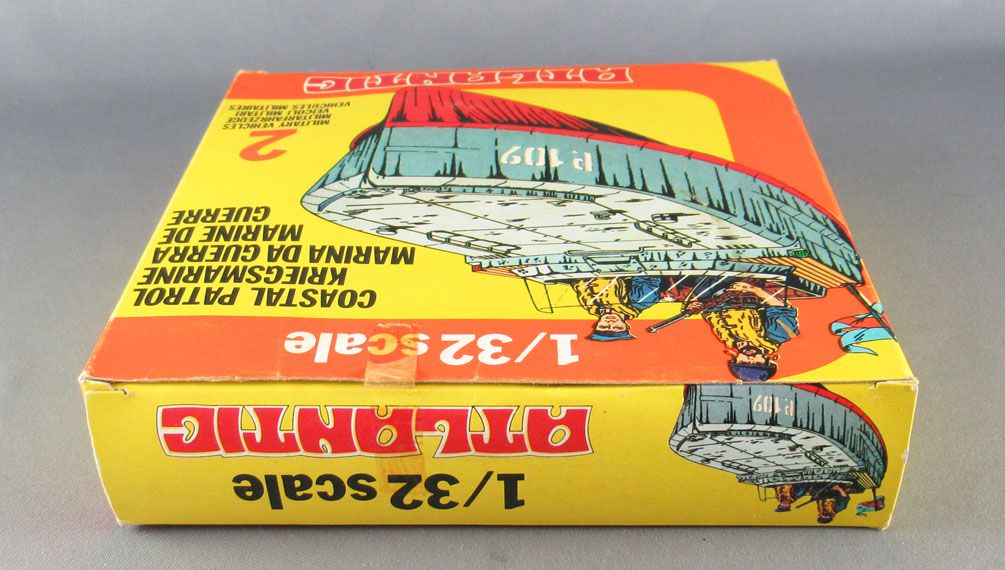 1/32 scale
COASTAL PATROL
KRIEGSMARINE
MARINA DA GUERRA
MARINE DE
GUERRE
P. 109
2
MILITARY VEHICLES
MILITARFAHRZEUGE
VEICOLI MILITARI
VEHICULES MILITAIRES
ATLANTIC
1/32 scale
ATLANTIC
P. 109